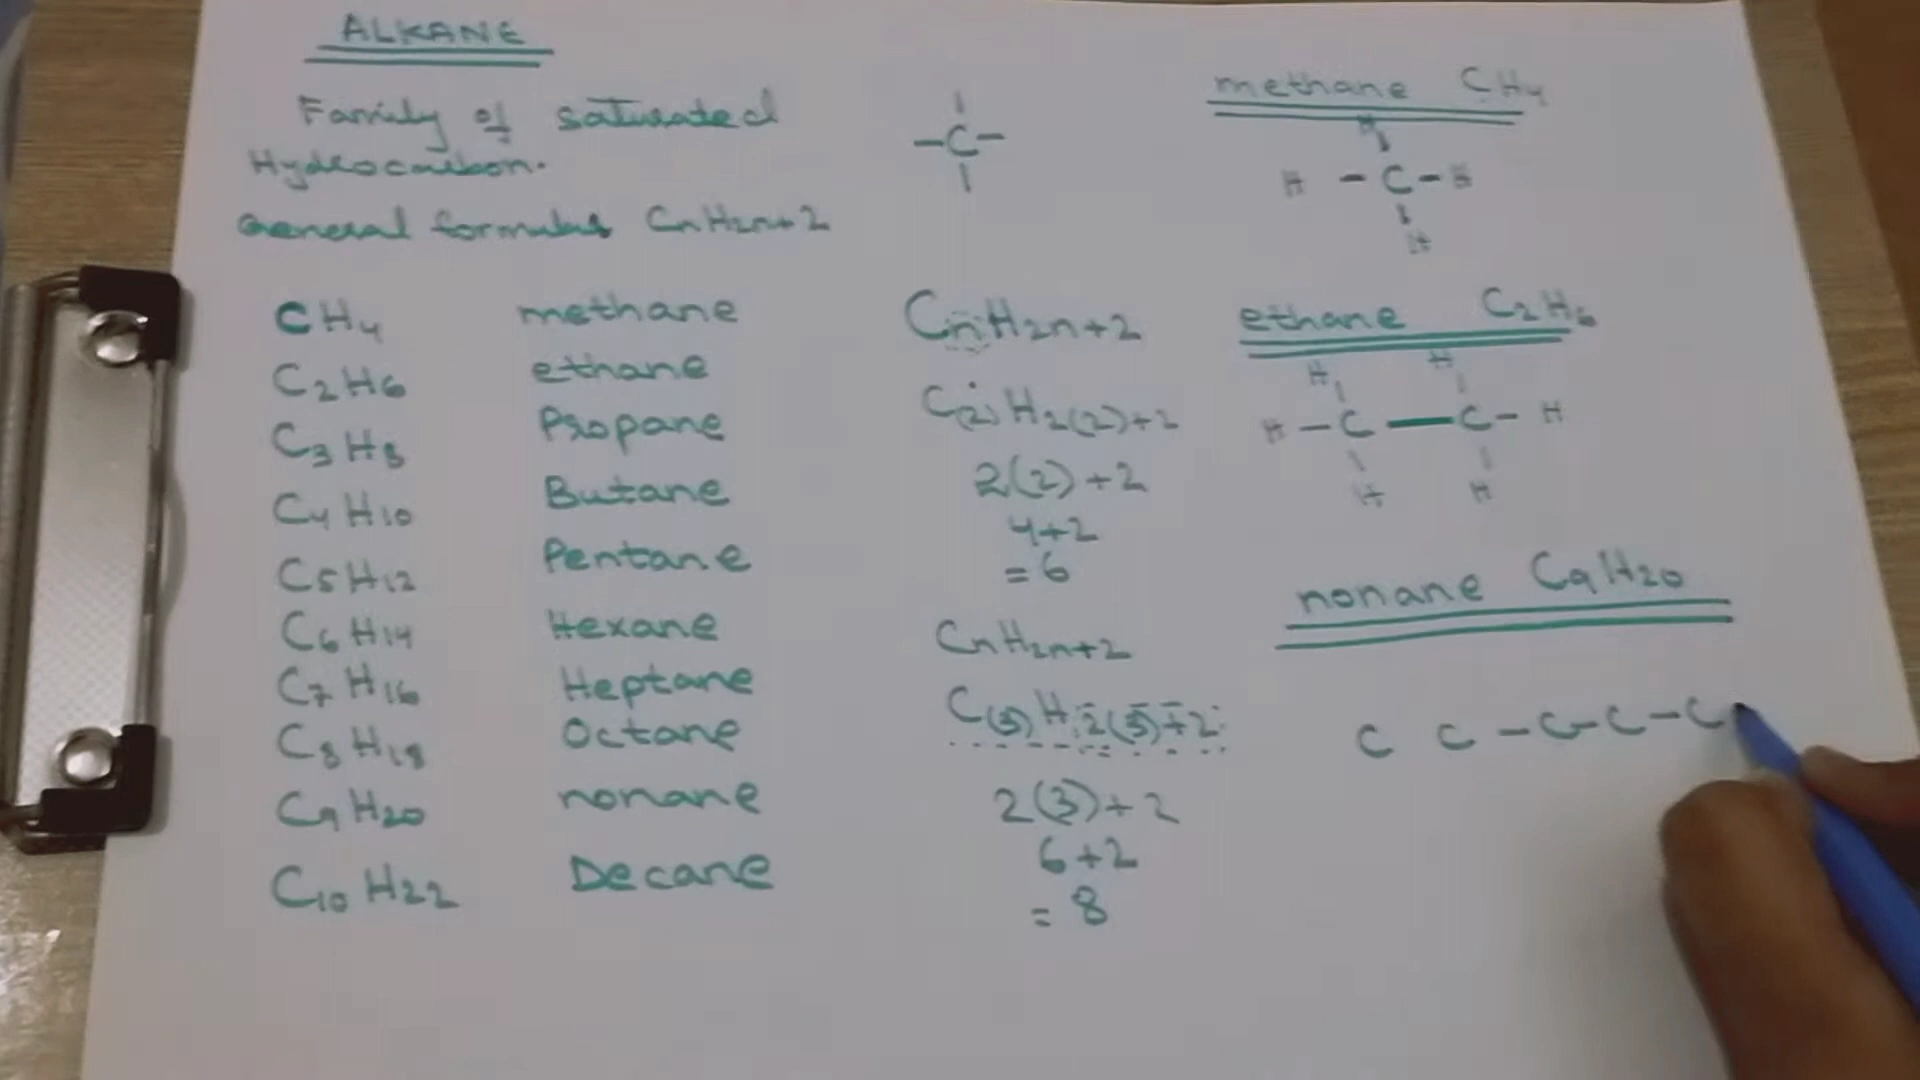 ALKANE
Family of saturated
Hydrocarbon.
General formulas CnH2n+2
CH4 methane
C2H6 ethane
C3H8 Propane
C4H10 Butane
C5H12 Pentane
C6H14 Hexane
C7H16 Heptane
C8H18 Octane
C9H20 nonane
C10H22 Decane
-C-
CnH2n+2
C(2)H2(2)+2
2(2)+2
4+2
=6
CnH2n+2
C(3)H2(3)+2
2(3)+2
6+2
=8
methane CH4
H
H -C-H
H
ethane C2H6
H H
H -C-C- H
H H
nonane C9H20
C C -C-C-C